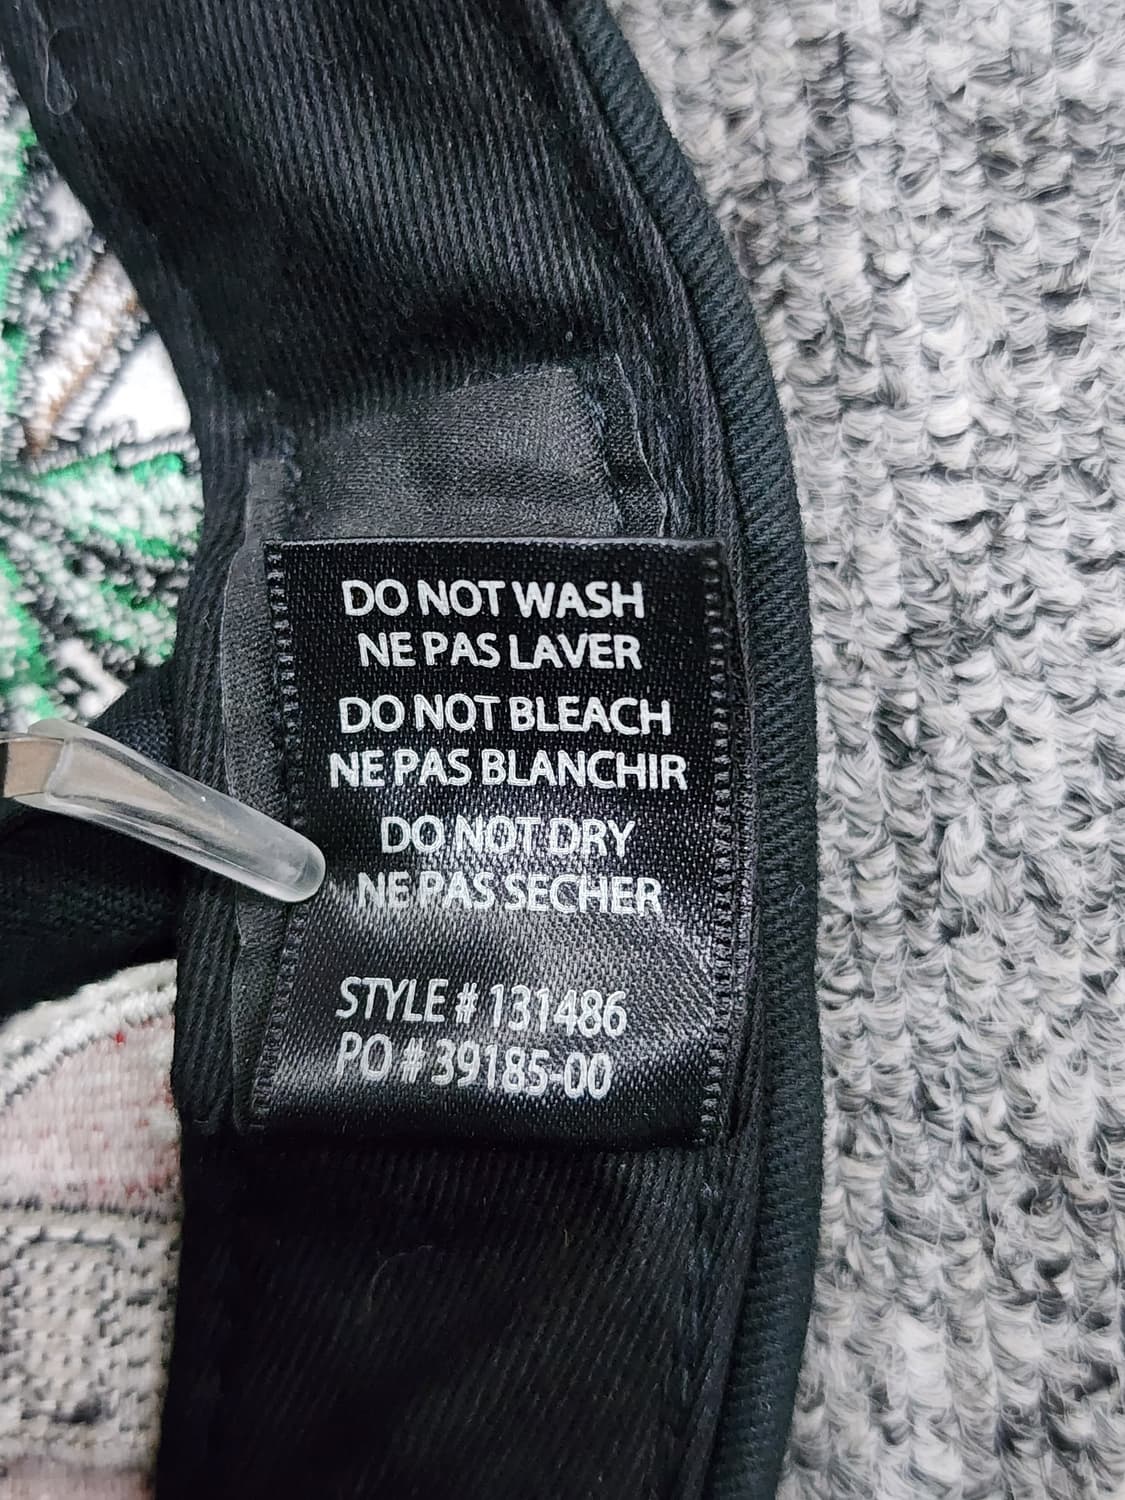 DO NOT WASH
NE PAS LAVER
DO NOT BLEACH
NE PAS BLANCHIR
DO NOT DRY
NE PAS SECHER
STYLE # 131486
PO # 39185-00